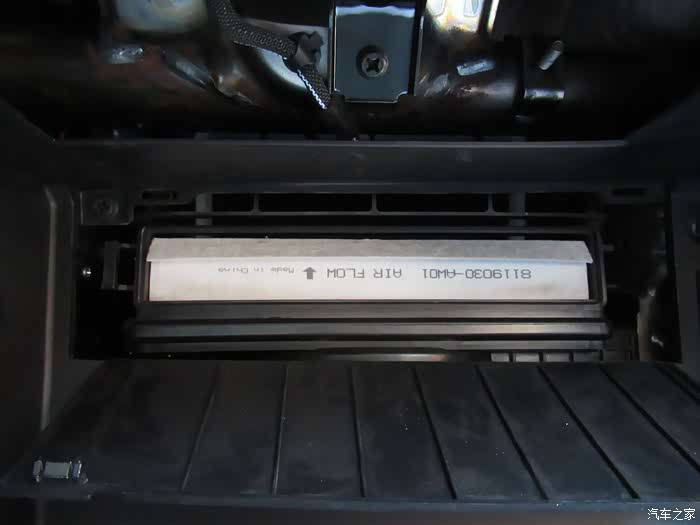 8119030-AW01 AIR FLOW ⬇ Made in China
汽车之家